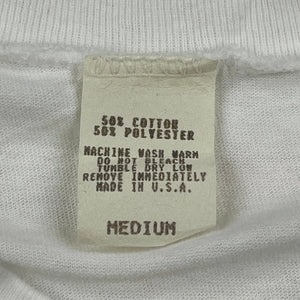 50% COTTON
50% POLYESTER
MACHINE WASH WARM
DO NOT BLEACH
TUMBLE DRY LOW
REMOVE IMMEDIATELY
MADE IN U.S.A.
MEDIUM